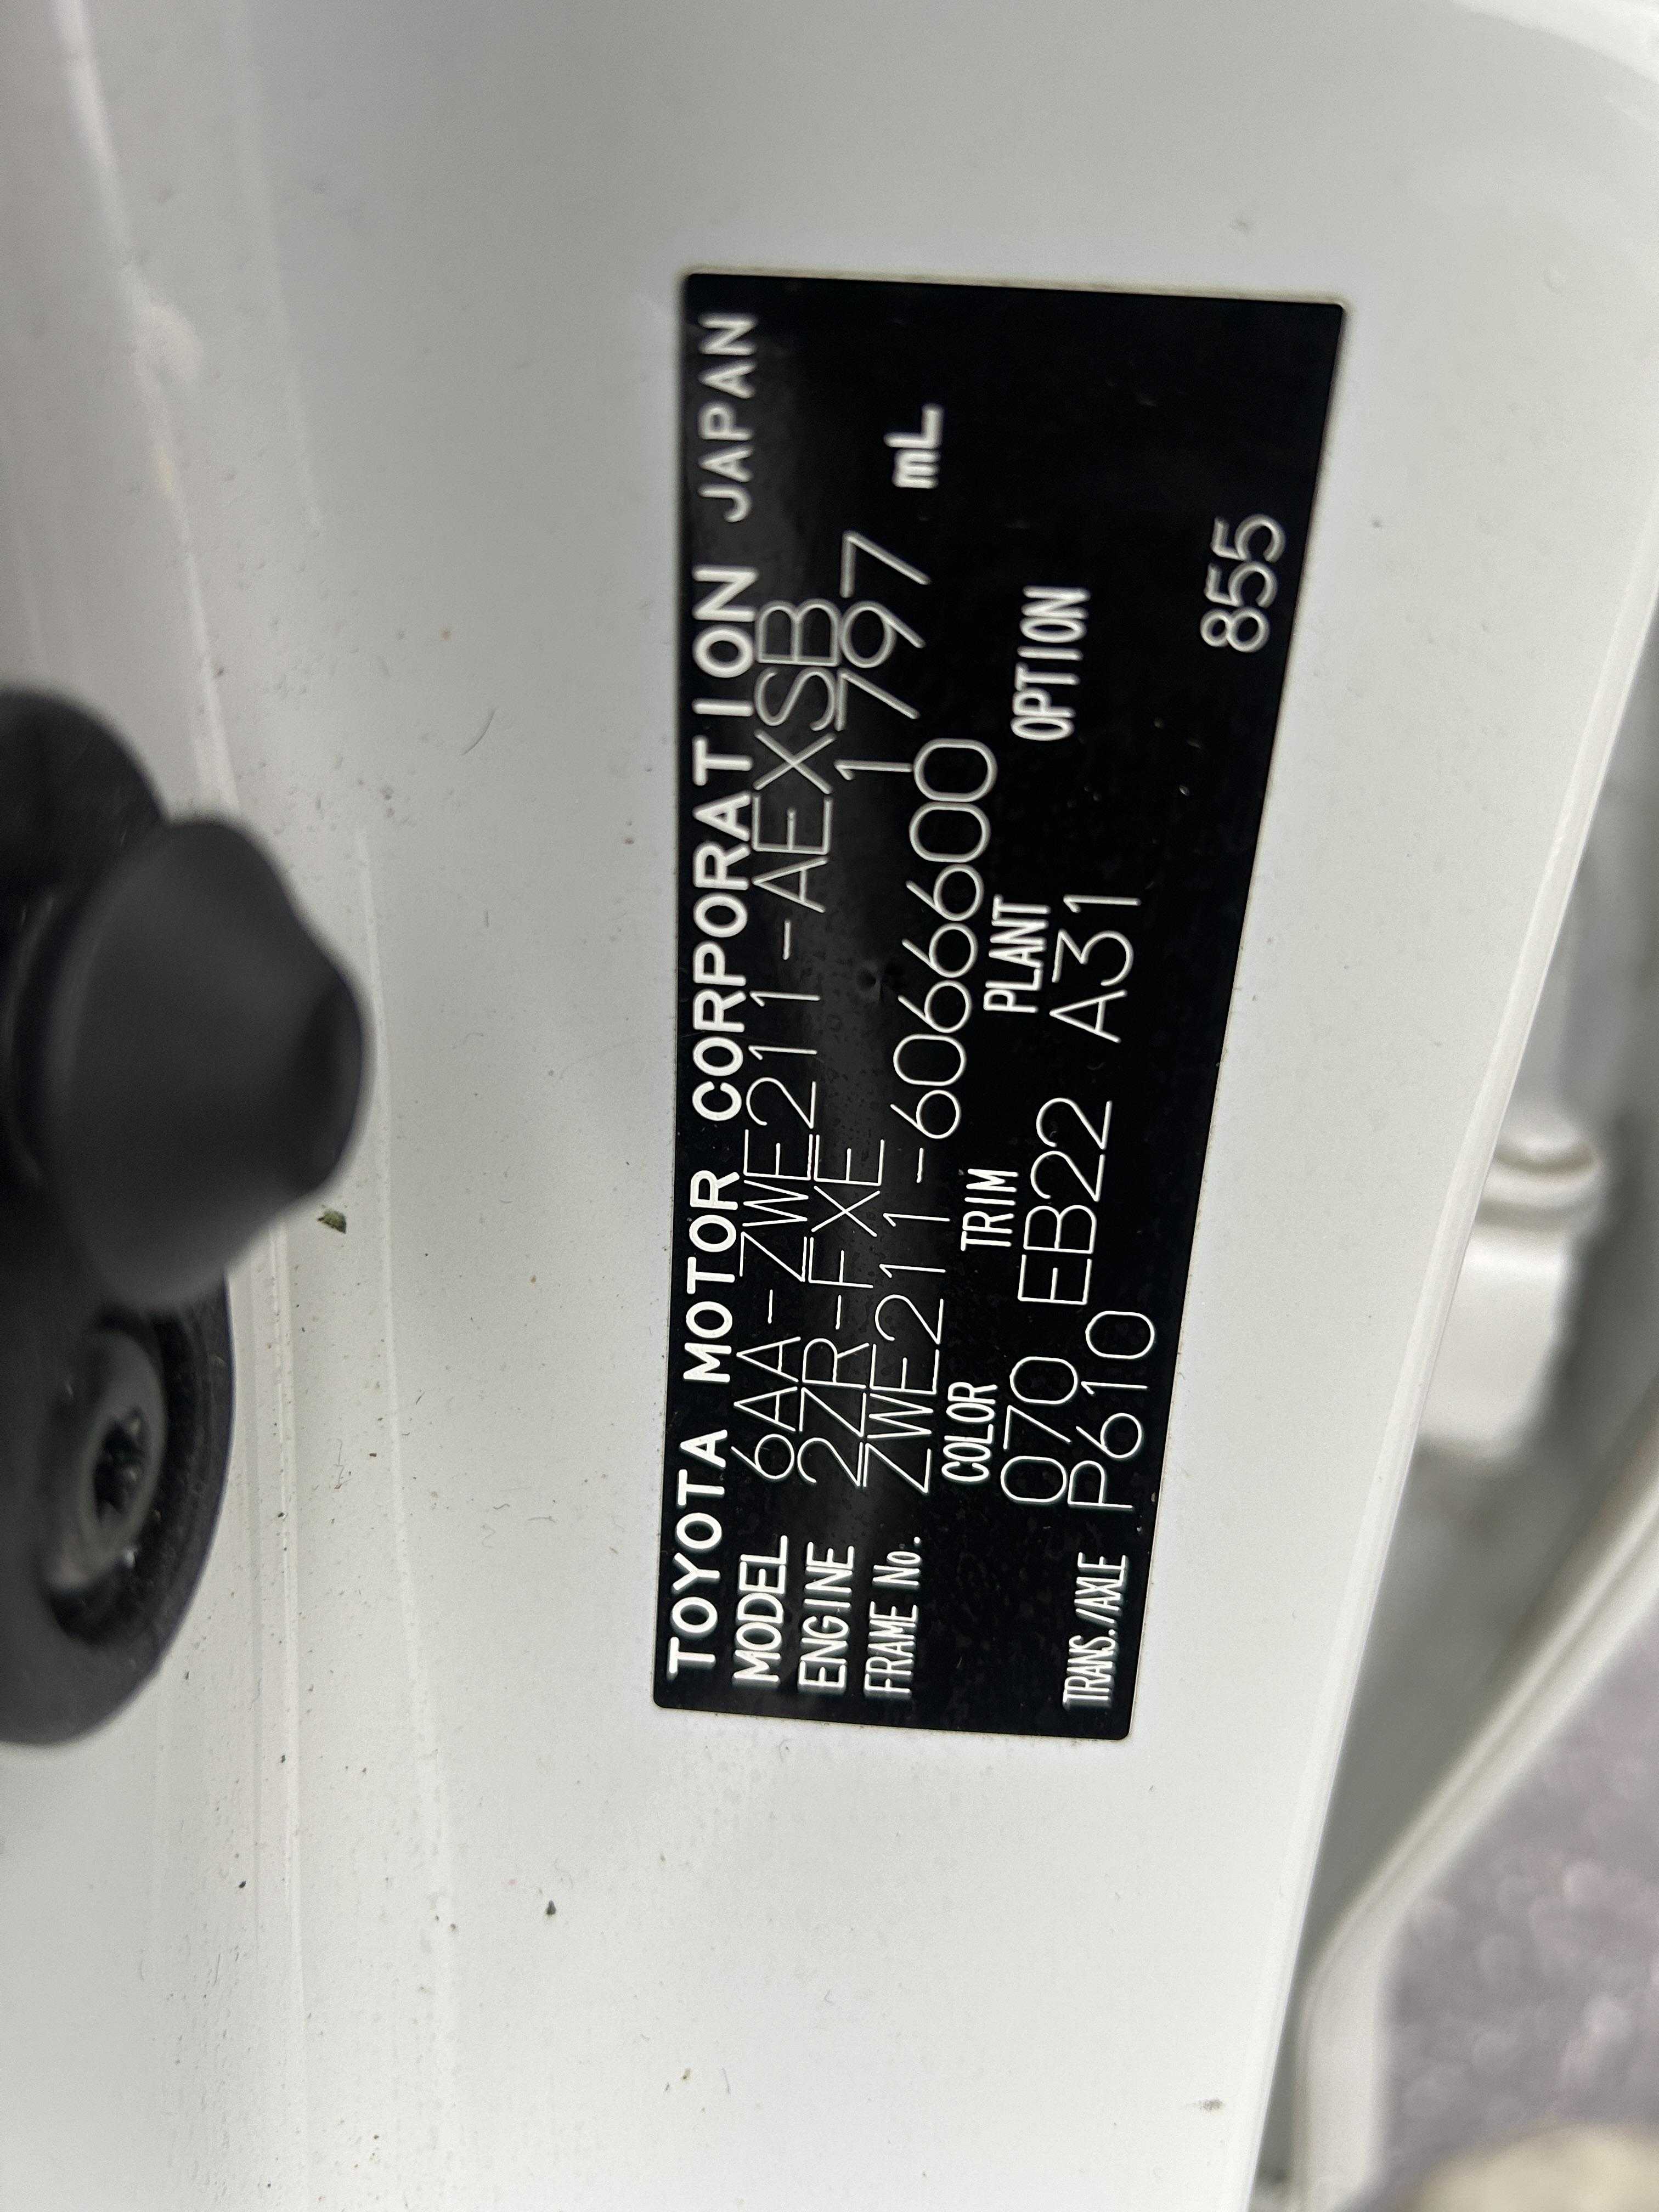 TOYOTA MOTOR CORPORATION JAPAN
MODEL 6AA-ZWE211-AEXSB
ENGINE 2ZR-FXE 1797 mL
FRAME No. ZWE211-6066600
COLOR TRIM PLANT OPTION
070 EB22 A31
TRANS./AXLE P610 855